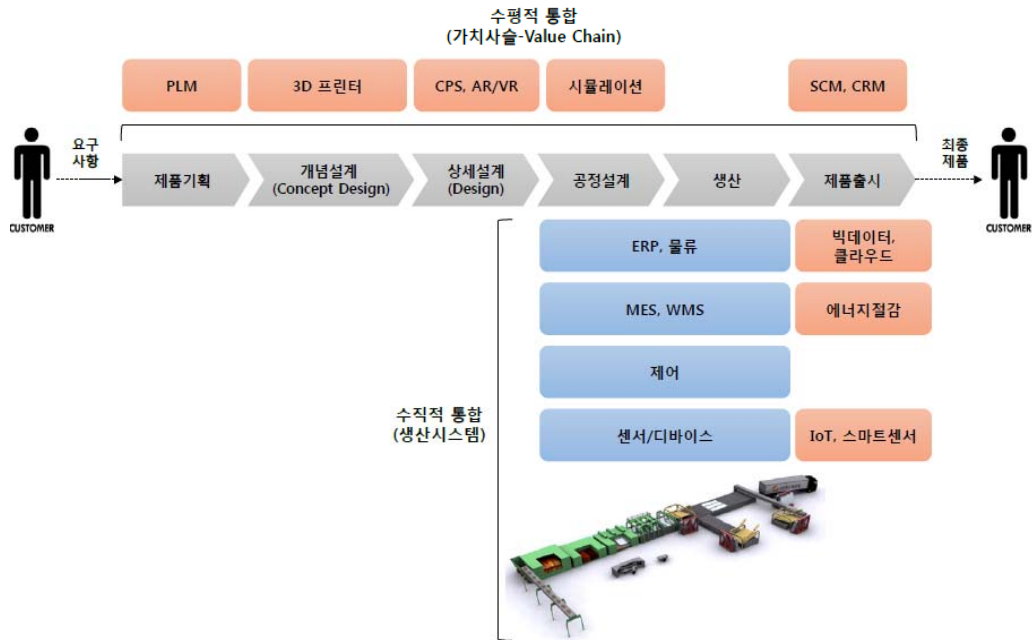 수평적 통합
(가치사슬-Value Chain)
PLM
3D 프린터
CPS, AR/VR
시뮬레이션
SCM, CRM
요구
사항
최종
제품
제품기획
개념설계
(Concept Design)
상세설계
(Design)
공정설계
생산
제품출시
CUSTOMER
CUSTOMER
ERP, 물류
빅데이터,
클라우드
MES, WMS
에너지절감
제어
수직적 통합
(생산시스템)
센서/디바이스
IoT, 스마트센서